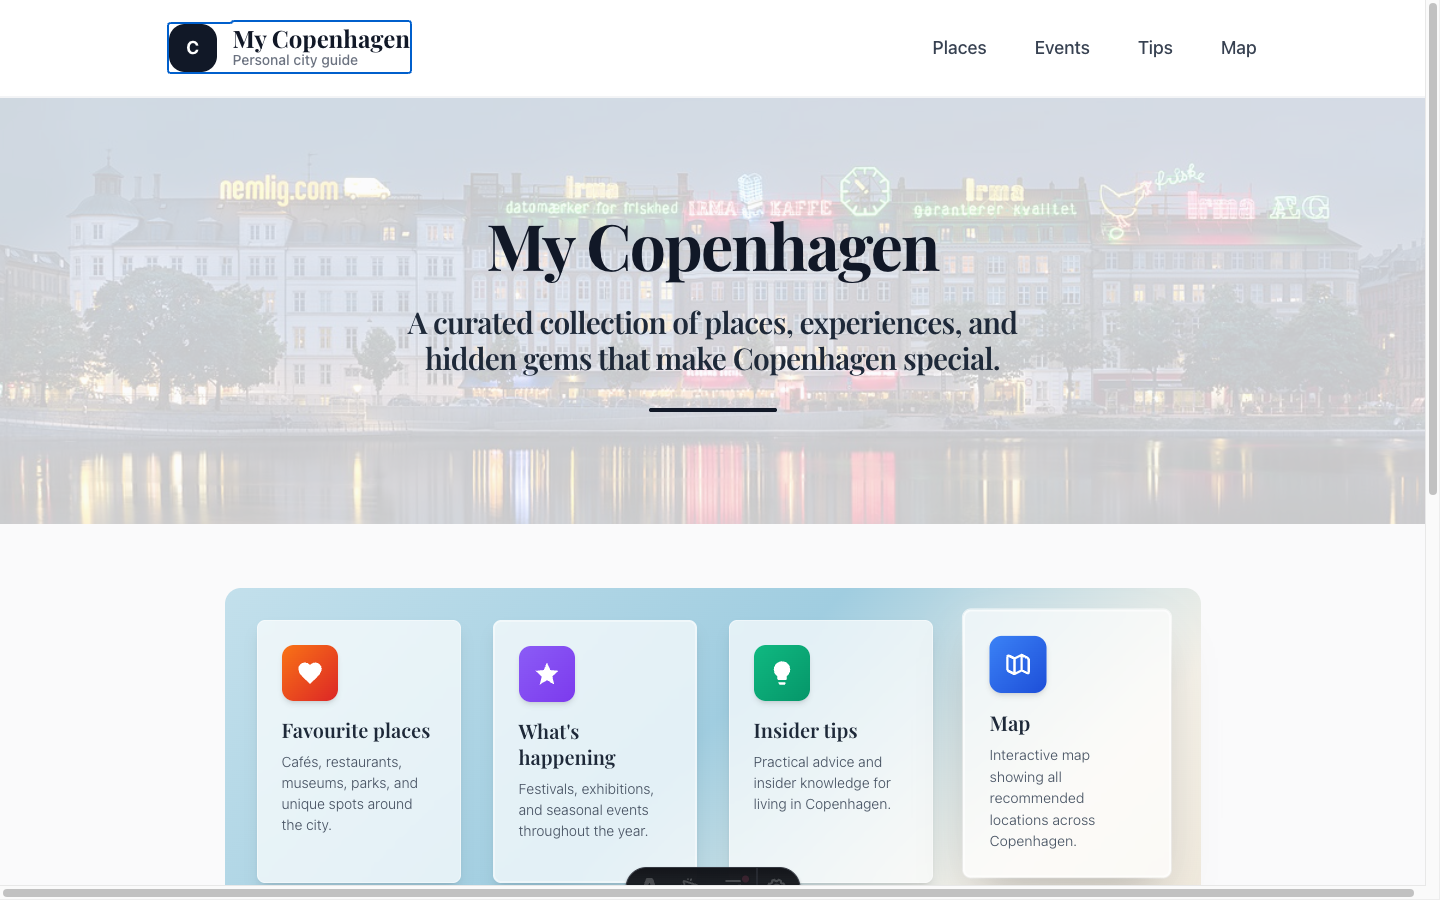 C
My Copenhagen
Personal city guide
Places
Events
Tips
Map
nemlig.com
Irma
datomærker for friskhed
IRMA KAFFE
Irma
garanterer kvalitet
friske
Irma ÆG
My Copenhagen
A curated collection of places, experiences, and
hidden gems that make Copenhagen special.
Favourite places
Cafés, restaurants,
museums, parks, and
unique spots around
the city.
What's
happening
Festivals, exhibitions,
and seasonal events
throughout the year.
Insider tips
Practical advice and
insider knowledge for
living in Copenhagen.
Map
Interactive map
showing all
recommended
locations across
Copenhagen.